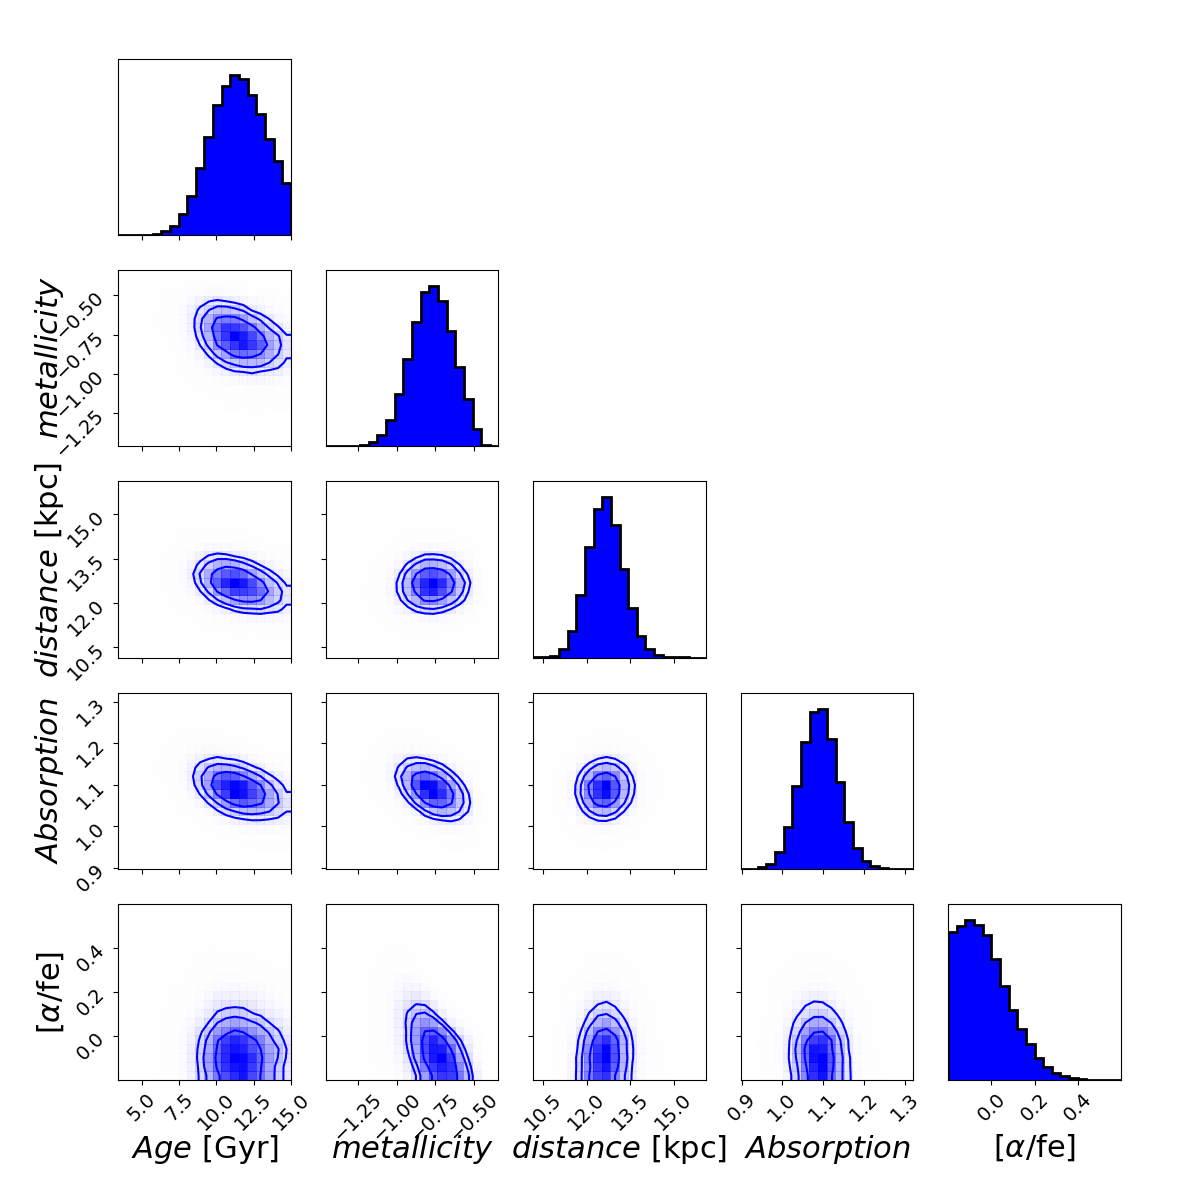 metallicity
−0.50
−0.75
−1.00
−1.25
distance [kpc]
15.0
13.5
12.0
10.5
Absorption
1.3
1.2
1.1
1.0
0.9
[α/fe]
0.4
0.2
0.0
5.0 7.5 10.0 12.5 15.0 −1.25 −1.00 −0.75 −0.50 10.5 12.0 13.5 15.0 0.9 1.0 1.1 1.2 1.3 0.0 0.2 0.4
Age [Gyr] metallicity distance [kpc] Absorption [α/fe]